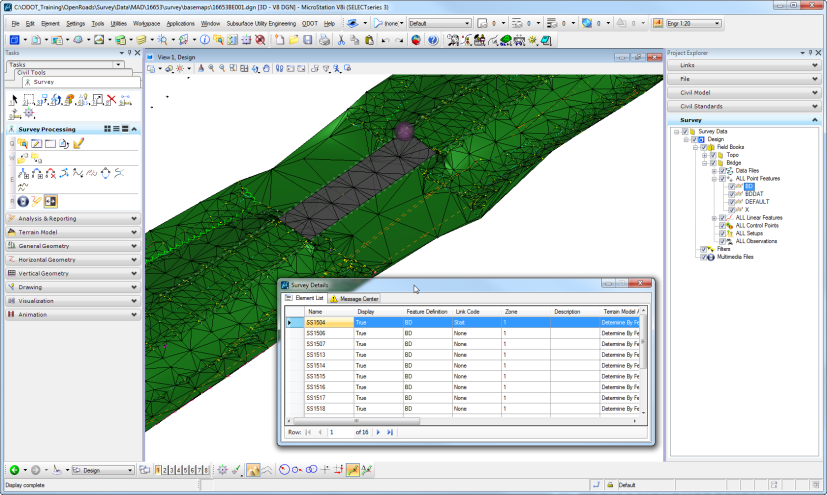 C:\ODOT_Training\OpenRoads\Survey\Data\MAD\16653\survey\basemaps\16653BE001.dgn [3D - V8 DGN] - MicroStation V8i (SELECTseries 3)
File Edit Element Settings Tools Utilities Workspace Applications Window Subsurface Utility Engineering ODOT Help
(none Default 0 0 0 0 0 Engr 1:20
Tasks
View 1, Design
Project Explorer
Tasks
Civil Tools
Survey
Links
File
Civil Model
Civil Standards
Survey
Survey Processing
Q
W
E
R
Analysis & Reporting
Terrain Model
General Geometry
Horizontal Geometry
Vertical Geometry
Drawing
Visualization
Animation
Survey Data
Design
Field Books
Topo
Bridge
Data Files
ALL Point Features
BD
BDDAT
DEFAULT
X
ALL Linear Features
ALL Control Points
ALL Setups
ALL Observations
Filters
Multimedia Files
Survey Details
Element List Message Center
Name Display Feature Definition Link Code Zone Description Terrain Model A
SS1504 True BD Start 1 Determine By Fe
SS1506 True BD None 1 Determine By Fe
SS1507 True BD None 1 Determine By Fe
SS1513 True BD None 1 Determine By Fe
SS1514 True BD None 1 Determine By Fe
SS1515 True BD None 1 Determine By Fe
SS1516 True BD None 1 Determine By Fe
SS1517 True BD None 1 Determine By Fe
SS1518 True BD None 1 Determine By Fe
Row: 1 of 16
Design 1 2 3 4 5 6 7 8
Display complete Default